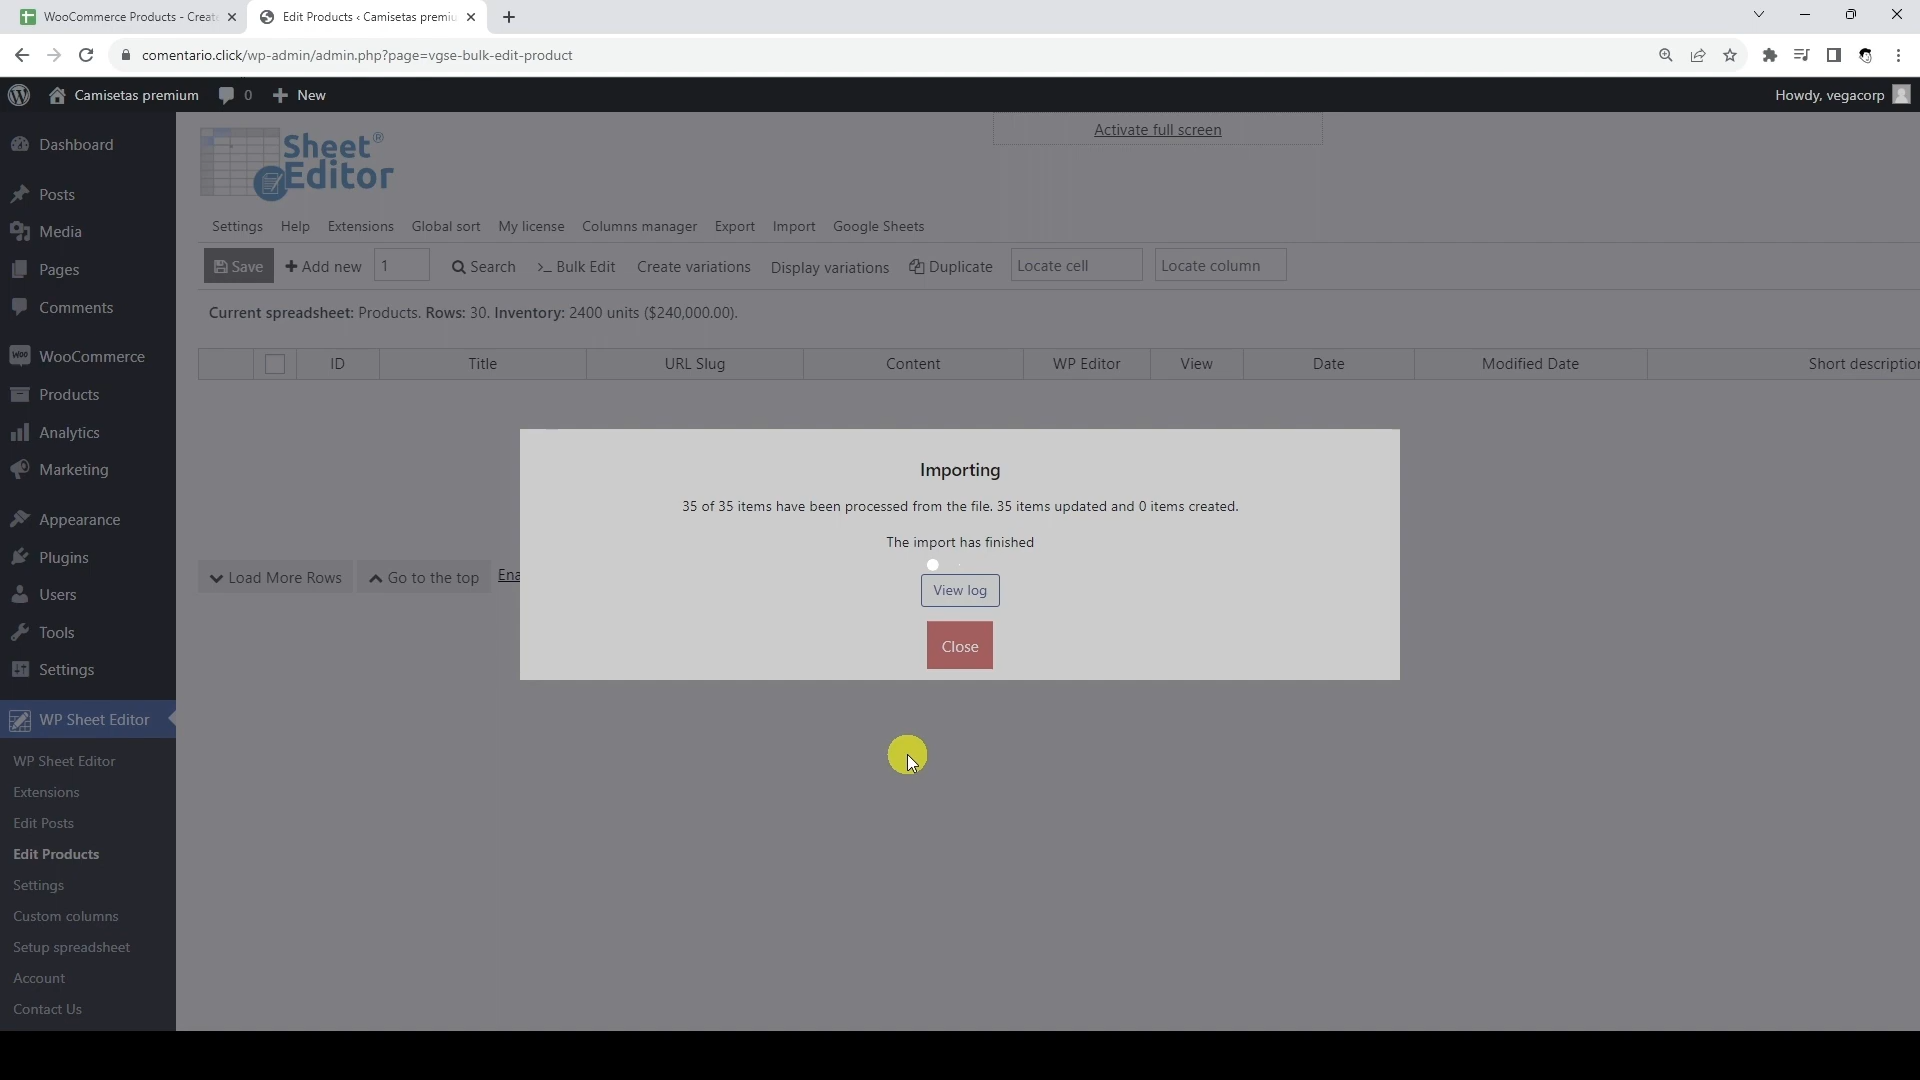 WooCommerce Products - Creat
Edit Products ‹ Camisetas premiu
comentario.click/wp-admin/admin.php?page=vgse-bulk-edit-product
Camisetas premium 0 New Howdy, vegacorp
Dashboard
Posts
Media
Pages
Comments
WooCommerce
Products
Analytics
Marketing
Appearance
Plugins
Users
Tools
Settings
WP Sheet Editor
WP Sheet Editor
Extensions
Edit Posts
Edit Products
Settings
Custom columns
Setup spreadsheet
Account
Contact Us
Sheet®
Editor
Activate full screen
Settings Help Extensions Global sort My license Columns manager Export Import Google Sheets
Save Add new 1 Search Bulk Edit Create variations Display variations Duplicate Locate cell Locate column
Current spreadsheet: Products. Rows: 30. Inventory: 2400 units ($240,000.00).
ID Title URL Slug Content WP Editor View Date Modified Date Short description
Importing
35 of 35 items have been processed from the file. 35 items updated and 0 items created.
The import has finished
View log
Close
Load More Rows Go to the top Ena